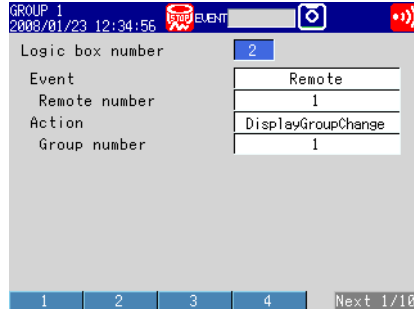 GROUP 1
2008/01/23 12:34:56 STOP EVENT
Logic box number 2
Event Remote
Remote number 1
Action DisplayGroupChange
Group number 1
1 2 3 4 Next 1/10